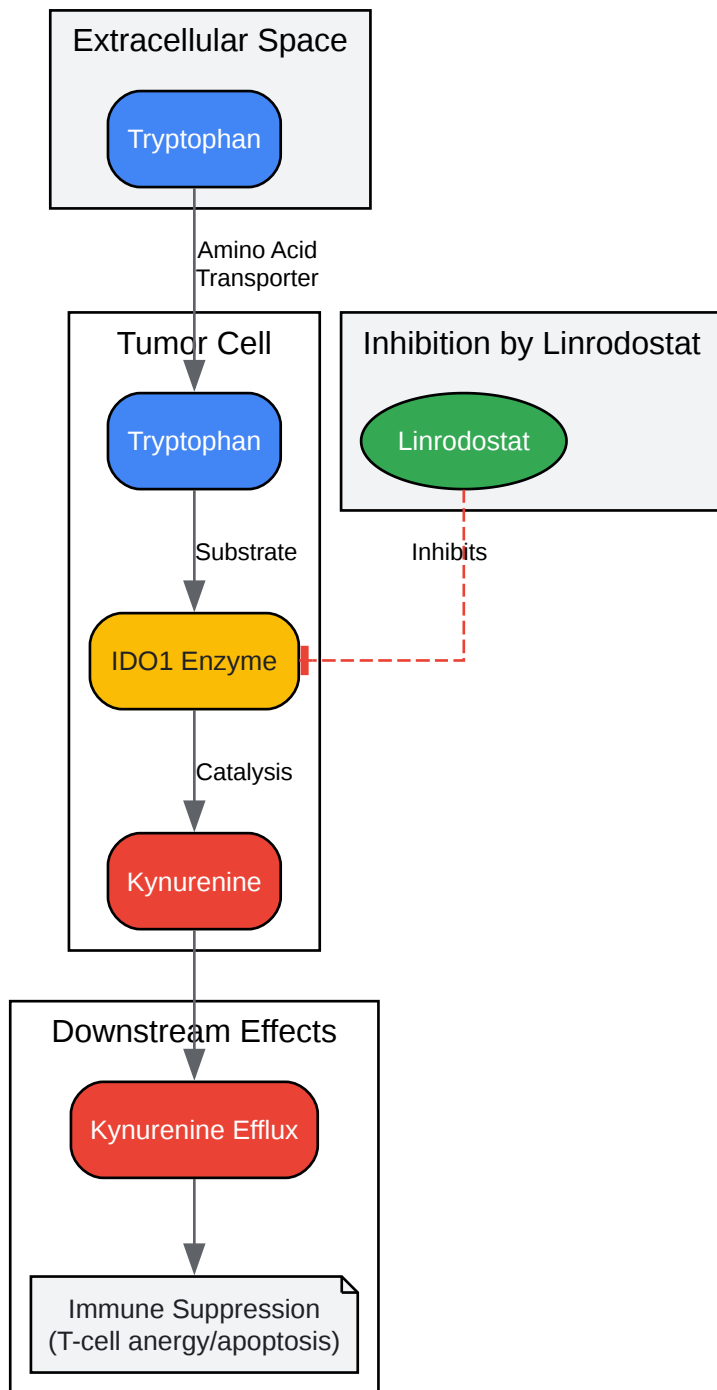 Extracellular Space
Tryptophan
Amino Acid
Transporter
Tumor Cell
Inhibition by Linrodostat
Tryptophan
Linrodostat
Substrate
Inhibits
IDO1 Enzyme
Catalysis
Kynurenine
Downstream Effects
Kynurenine Efflux
Immune Suppression
(T-cell anergy/apoptosis)